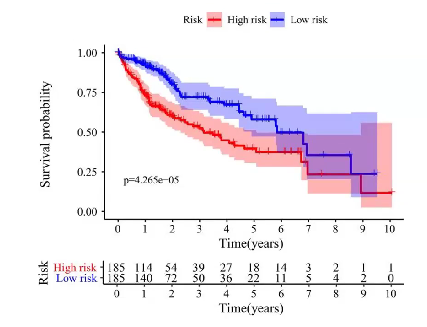 Risk High risk Low risk
1.00
0.75
0.50
0.25
0.00
Survival probability
p=4.265e−05
0 1 2 3 4 5 6 7 8 9 10
Time(years)
Risk
High risk 185 114 54 39 27 18 14 3 2 1 1
Low risk 185 140 72 50 36 22 11 5 4 2 0
0 1 2 3 4 5 6 7 8 9 10
Time(years)